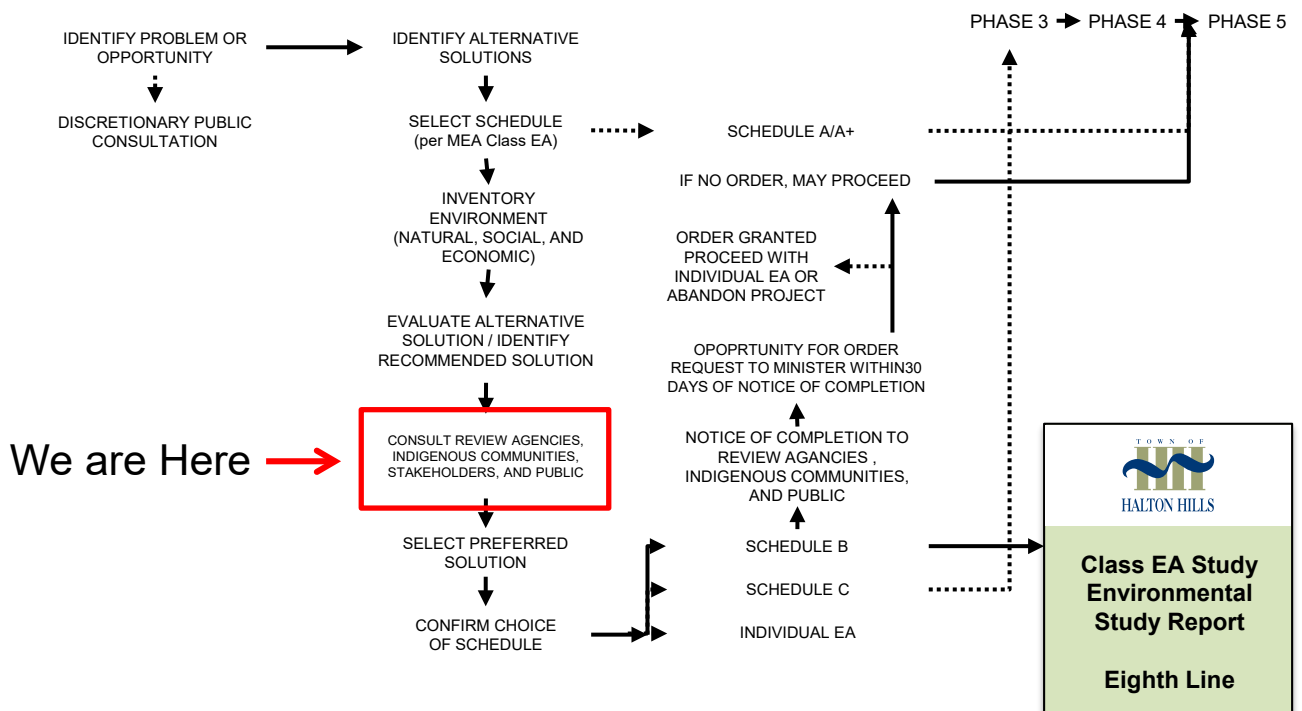 PHASE 3
PHASE 4
PHASE 5
IDENTIFY PROBLEM OR
OPPORTUNITY
DISCRETIONARY PUBLIC
CONSULTATION
IDENTIFY ALTERNATIVE
SOLUTIONS
SELECT SCHEDULE
(per MEA Class EA)
INVENTORY
ENVIRONMENT
(NATURAL, SOCIAL, AND
ECONOMIC)
EVALUATE ALTERNATIVE
SOLUTION / IDENTIFY
RECOMMENDED SOLUTION
We are Here
CONSULT REVIEW AGENCIES,
INDIGENOUS COMMUNITIES,
STAKEHOLDERS, AND PUBLIC
SELECT PREFERRED
SOLUTION
CONFIRM CHOICE
OF SCHEDULE
SCHEDULE A/A+
IF NO ORDER, MAY PROCEED
ORDER GRANTED
PROCEED WITH
INDIVIDUAL EA OR
ABANDON PROJECT
OPOPRTUNITY FOR ORDER
REQUEST TO MINISTER WITHIN30
DAYS OF NOTICE OF COMPLETION
NOTICE OF COMPLETION TO
REVIEW AGANCIES ,
INDIGENOUS COMMUNITIES,
AND PUBLIC
SCHEDULE B
SCHEDULE C
INDIVIDUAL EA
TOWN OF
HALTON HILLS
Class EA Study
Environmental
Study Report
Eighth Line